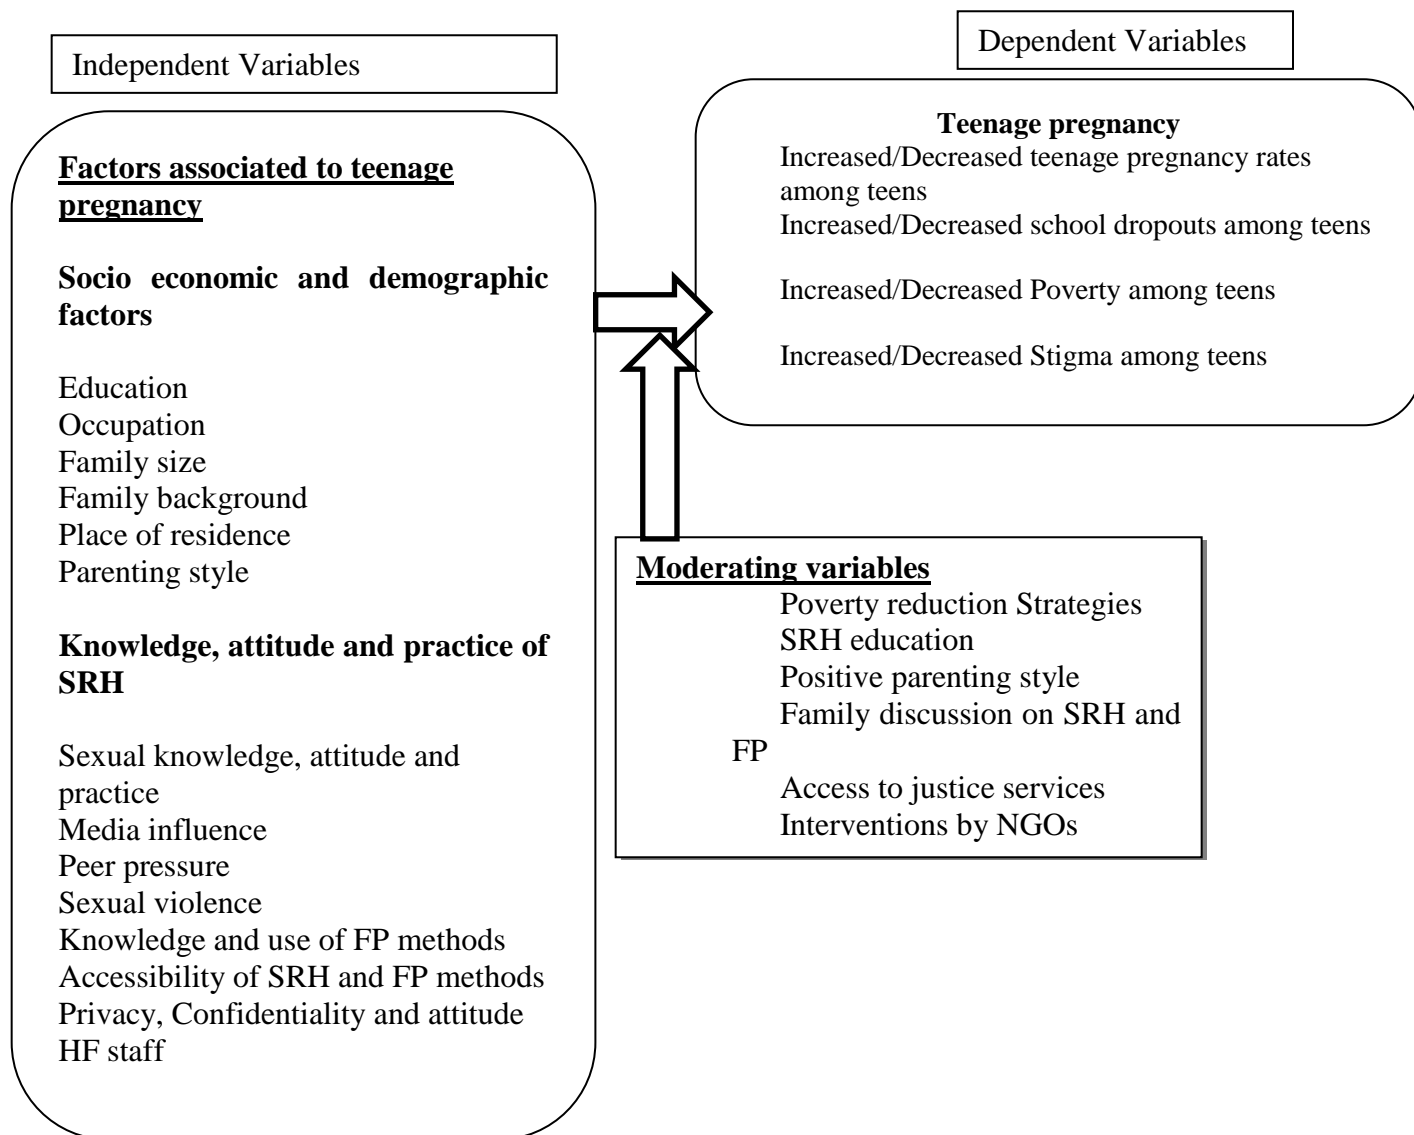 Independent Variables
Dependent Variables
Factors associated to teenage
pregnancy
Socio economic and demographic
factors
Education
Occupation
Family size
Family background
Place of residence
Parenting style
Knowledge, attitude and practice of
SRH
Sexual knowledge, attitude and
practice
Media influence
Peer pressure
Sexual violence
Knowledge and use of FP methods
Accessibility of SRH and FP methods
Privacy, Confidentiality and attitude
HF staff
Teenage pregnancy
Increased/Decreased teenage pregnancy rates
among teens
Increased/Decreased school dropouts among teens
Increased/Decreased Poverty among teens
Increased/Decreased Stigma among teens
Moderating variables
Poverty reduction Strategies
SRH education
Positive parenting style
Family discussion on SRH and
FP
Access to justice services
Interventions by NGOs